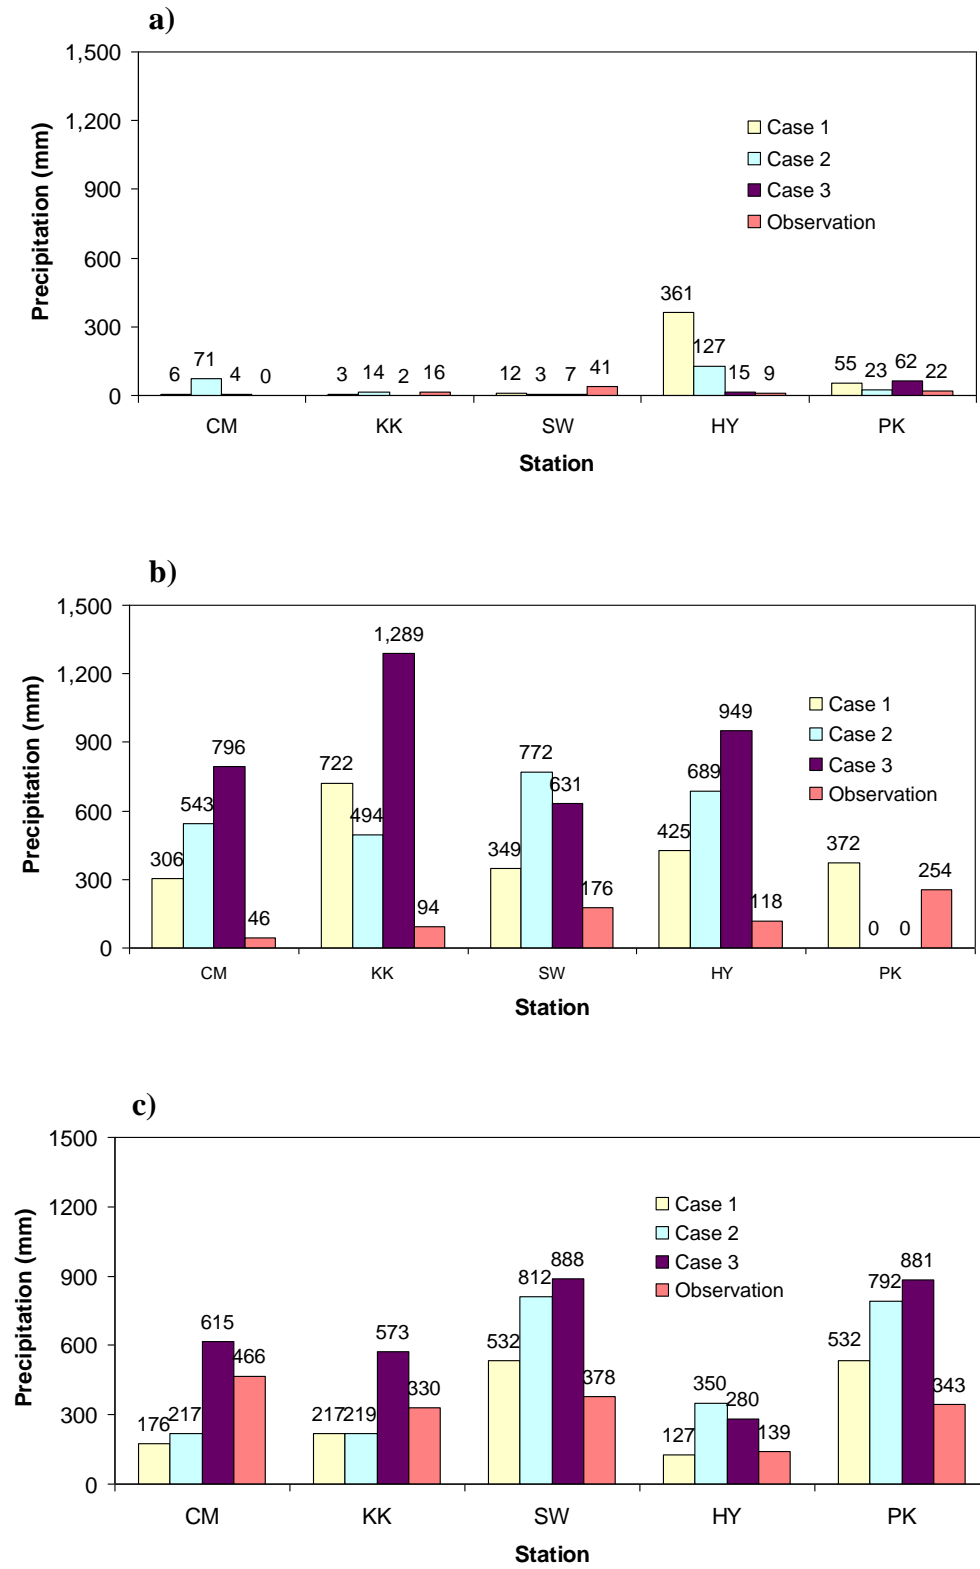 a)
1,500
1,200
900
600
300
0
Precipitation (mm)
Case 1
Case 2
Case 3
Observation
6 71 4 0
3 14 2 16
12 3 7 41
361 127 15 9
55 23 62 22
CM KK SW HY PK
Station
b)
1,500
1,200
900
600
300
0
Precipitation (mm)
Case 1
Case 2
Case 3
Observation
306 543 796 46
722 494 1,289 94
349 772 631 176
425 689 949 118
372 0 0 254
CM KK SW HY PK
Station
c)
1500
1200
900
600
300
0
Precipitation (mm)
Case 1
Case 2
Case 3
Observation
176 217 615 466
217 219 573 330
532 812 888 378
127 350 280 139
532 792 881 343
CM KK SW HY PK
Station